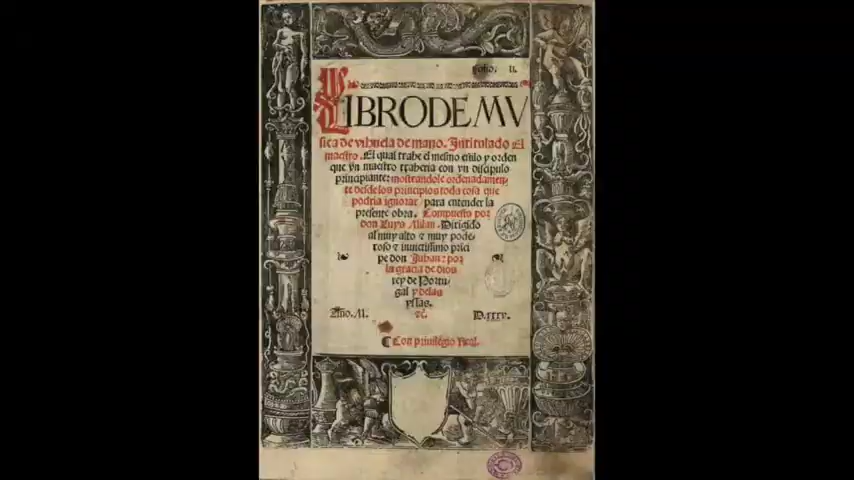 Folio. II.
LIBRO DE MV
sica de vihuela de mano. Intitulado El
maestro. El qual trahe el mesmo estilo y orden
que vn maestro traheria con vn discipulo
principiante: mostrandole ordenadamen-
te desde los principios toda cosa que
podria ignorar / para entender la
presente obra. Compuesto por
don Luys Milan. Dirigido
al muy alto & muy pode-
roso & inuictissimo princi
pe don Juhan: por
la gracia de dios
rey de Portu-
gal y delas
yslas.
&c.
Año. M. D. xxxv.
Con priuilegio Real.